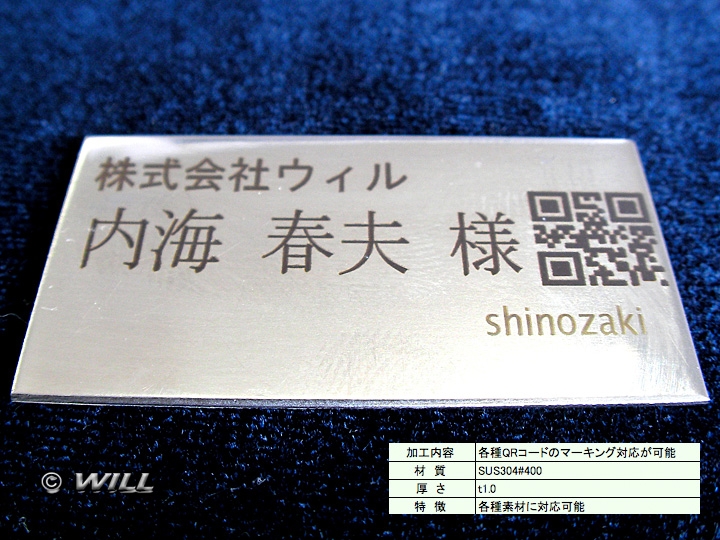 株式会社ウィル
内海 春夫 様
shinozaki
加工内容 各種QRコードのマーキング対応が可能
材 質 SUS304#400
厚 さ t1.0
特 徴 各種素材に対応可能
© WILL